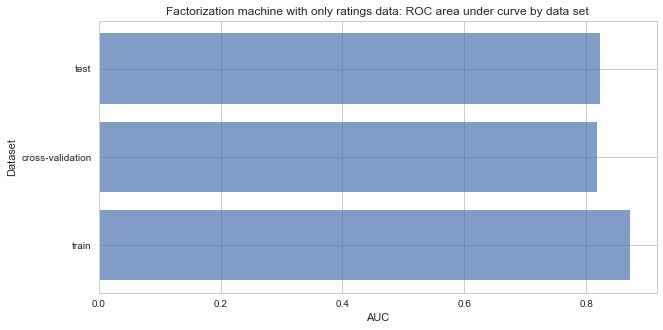 Factorization machine with only ratings data: ROC area under curve by data set
test
cross-validation
train
Dataset
0.0 0.2 0.4 0.6 0.8
AUC